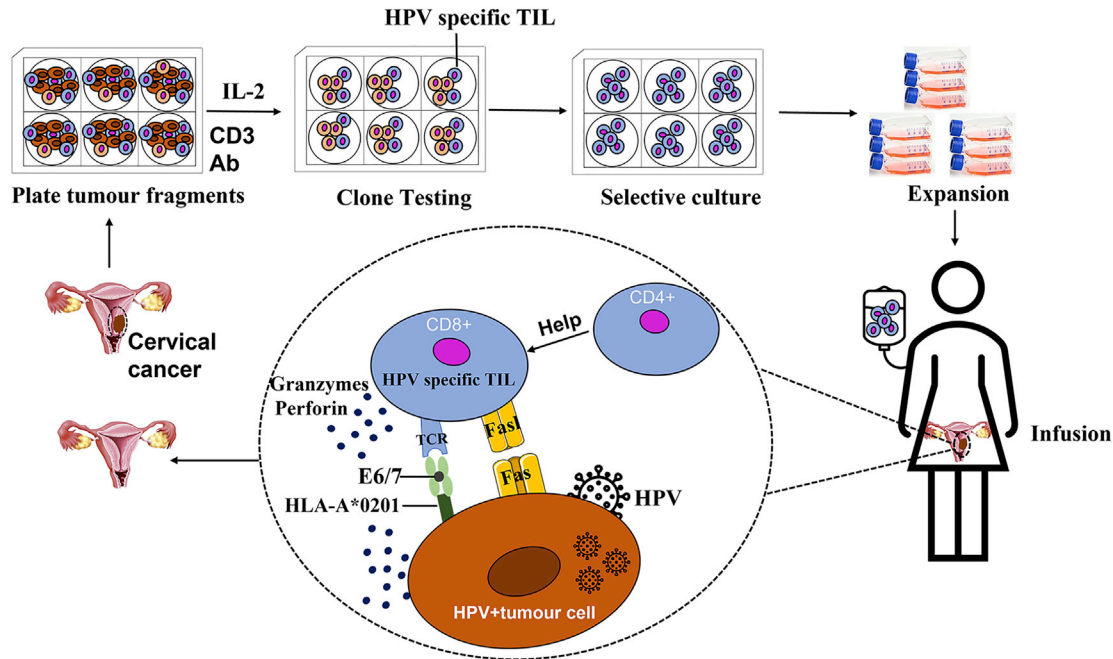 HPV specific TIL
IL-2
CD3
Ab
Plate tumour fragments
Clone Testing
Selective culture
Expansion
Cervical
cancer
CD8+
HPV specific TIL
Help
CD4+
Granzymes
Perforin
TCR
Fasl
E6/7
Fas
HLA-A*0201
HPV
HPV+tumour cell
Infusion